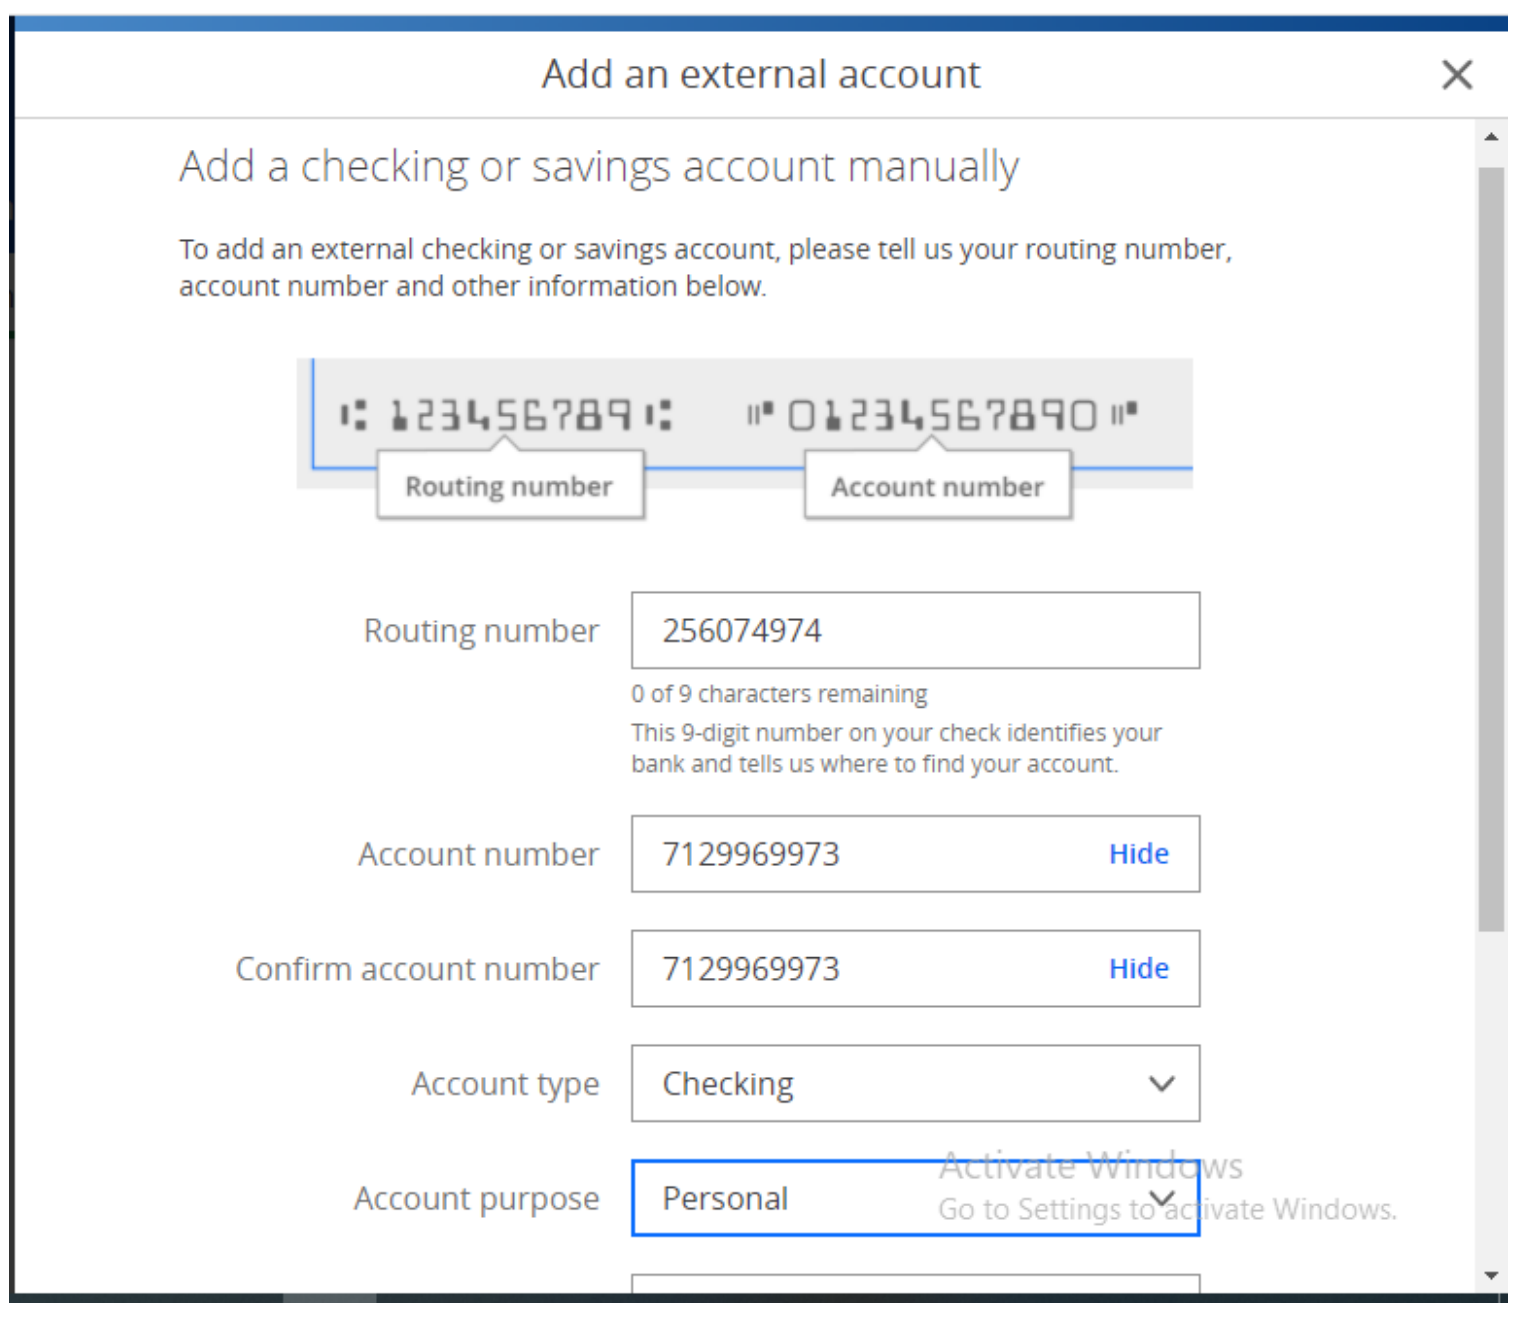 Add an external account
Add a checking or savings account manually
To add an external checking or savings account, please tell us your routing number,
account number and other information below.
⑆ 123456789 ⑆ ⑈ 01234567890 ⑈
Routing number Account number
Routing number 256074974
0 of 9 characters remaining
This 9-digit number on your check identifies your
bank and tells us where to find your account.
Account number 7129969973 Hide
Confirm account number 7129969973 Hide
Account type Checking
Activate Windows
Account purpose Personal
Go to Settings to activate Windows.